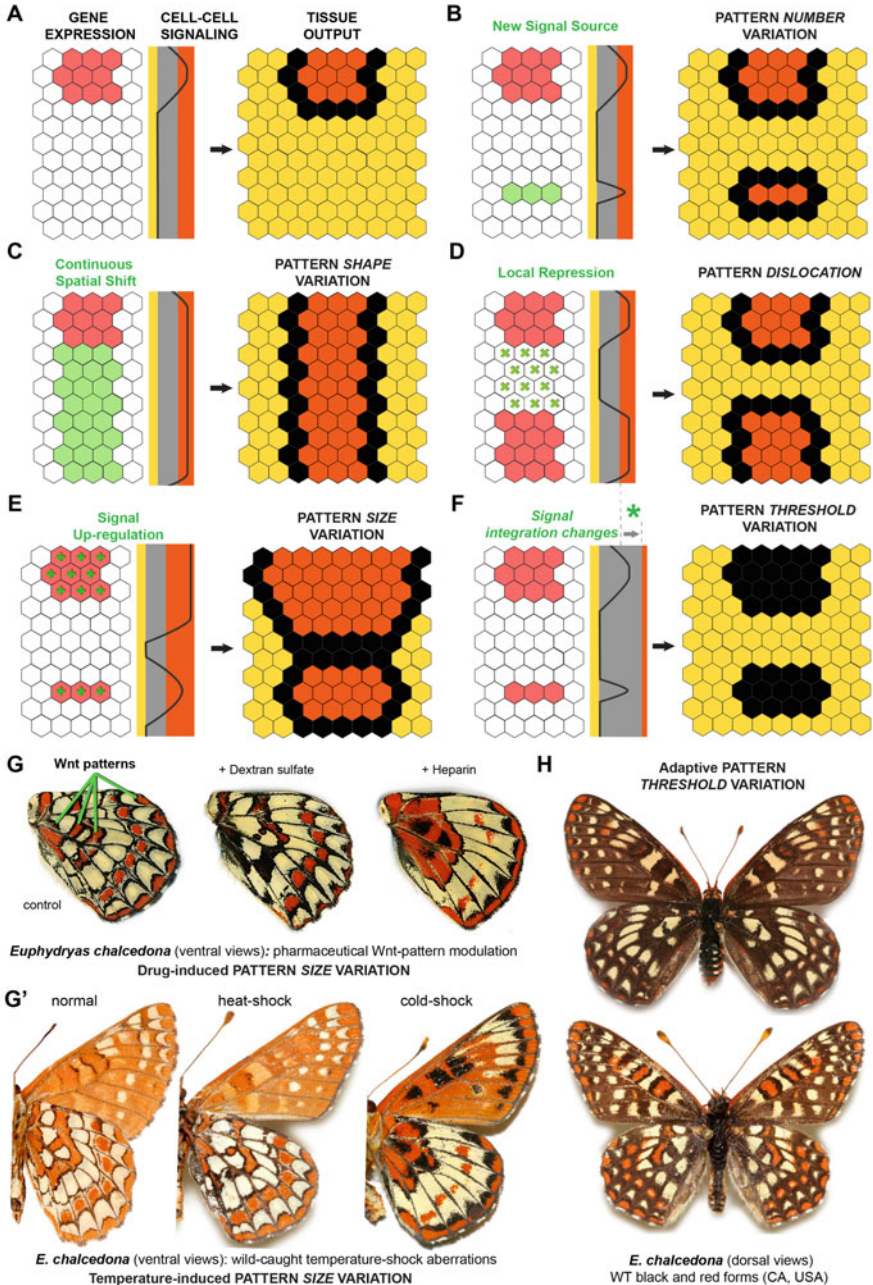 A
GENE
EXPRESSION
CELL-CELL
SIGNALING
TISSUE
OUTPUT
B
New Signal Source
PATTERN NUMBER
VARIATION
C
Continuous
Spatial Shift
PATTERN SHAPE
VARIATION
D
Local Repression
PATTERN DISLOCATION
E
Signal
Up-regulation
PATTERN SIZE
VARIATION
F
Signal
integration changes
*
PATTERN THRESHOLD
VARIATION
G
Wnt patterns
+ Dextran sulfate
+ Heparin
control
Euphydryas chalcedona (ventral views): pharmaceutical Wnt-pattern modulation
Drug-induced PATTERN SIZE VARIATION
G'
normal
heat-shock
cold-shock
E. chalcedona (ventral views): wild-caught temperature-shock aberrations
Temperature-induced PATTERN SIZE VARIATION
H
Adaptive PATTERN
THRESHOLD VARIATION
E. chalcedona (dorsal views)
WT black and red forms (CA, USA)